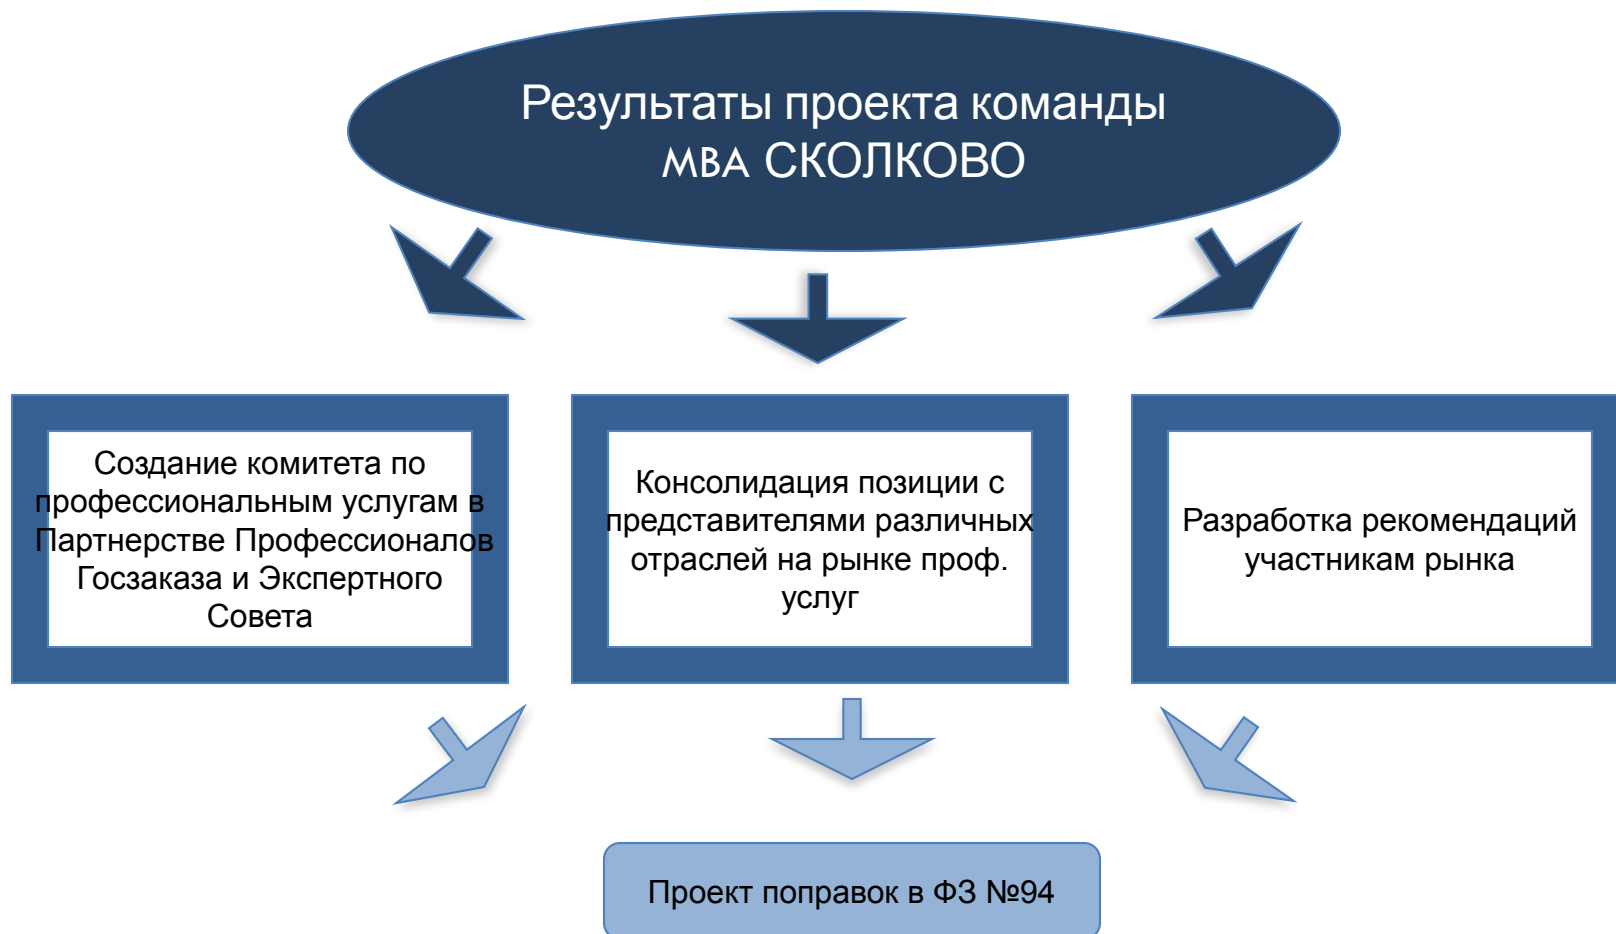 Результаты проекта команды
МВА СКОЛКОВО
Создание комитета по
профессиональным услугам в
Партнерстве Профессионалов
Госзаказа и Экспертного
Совета
Консолидация позиции с
представителями различных
отраслей на рынке проф.
услуг
Разработка рекомендаций
участникам рынка
Проект поправок в ФЗ №94